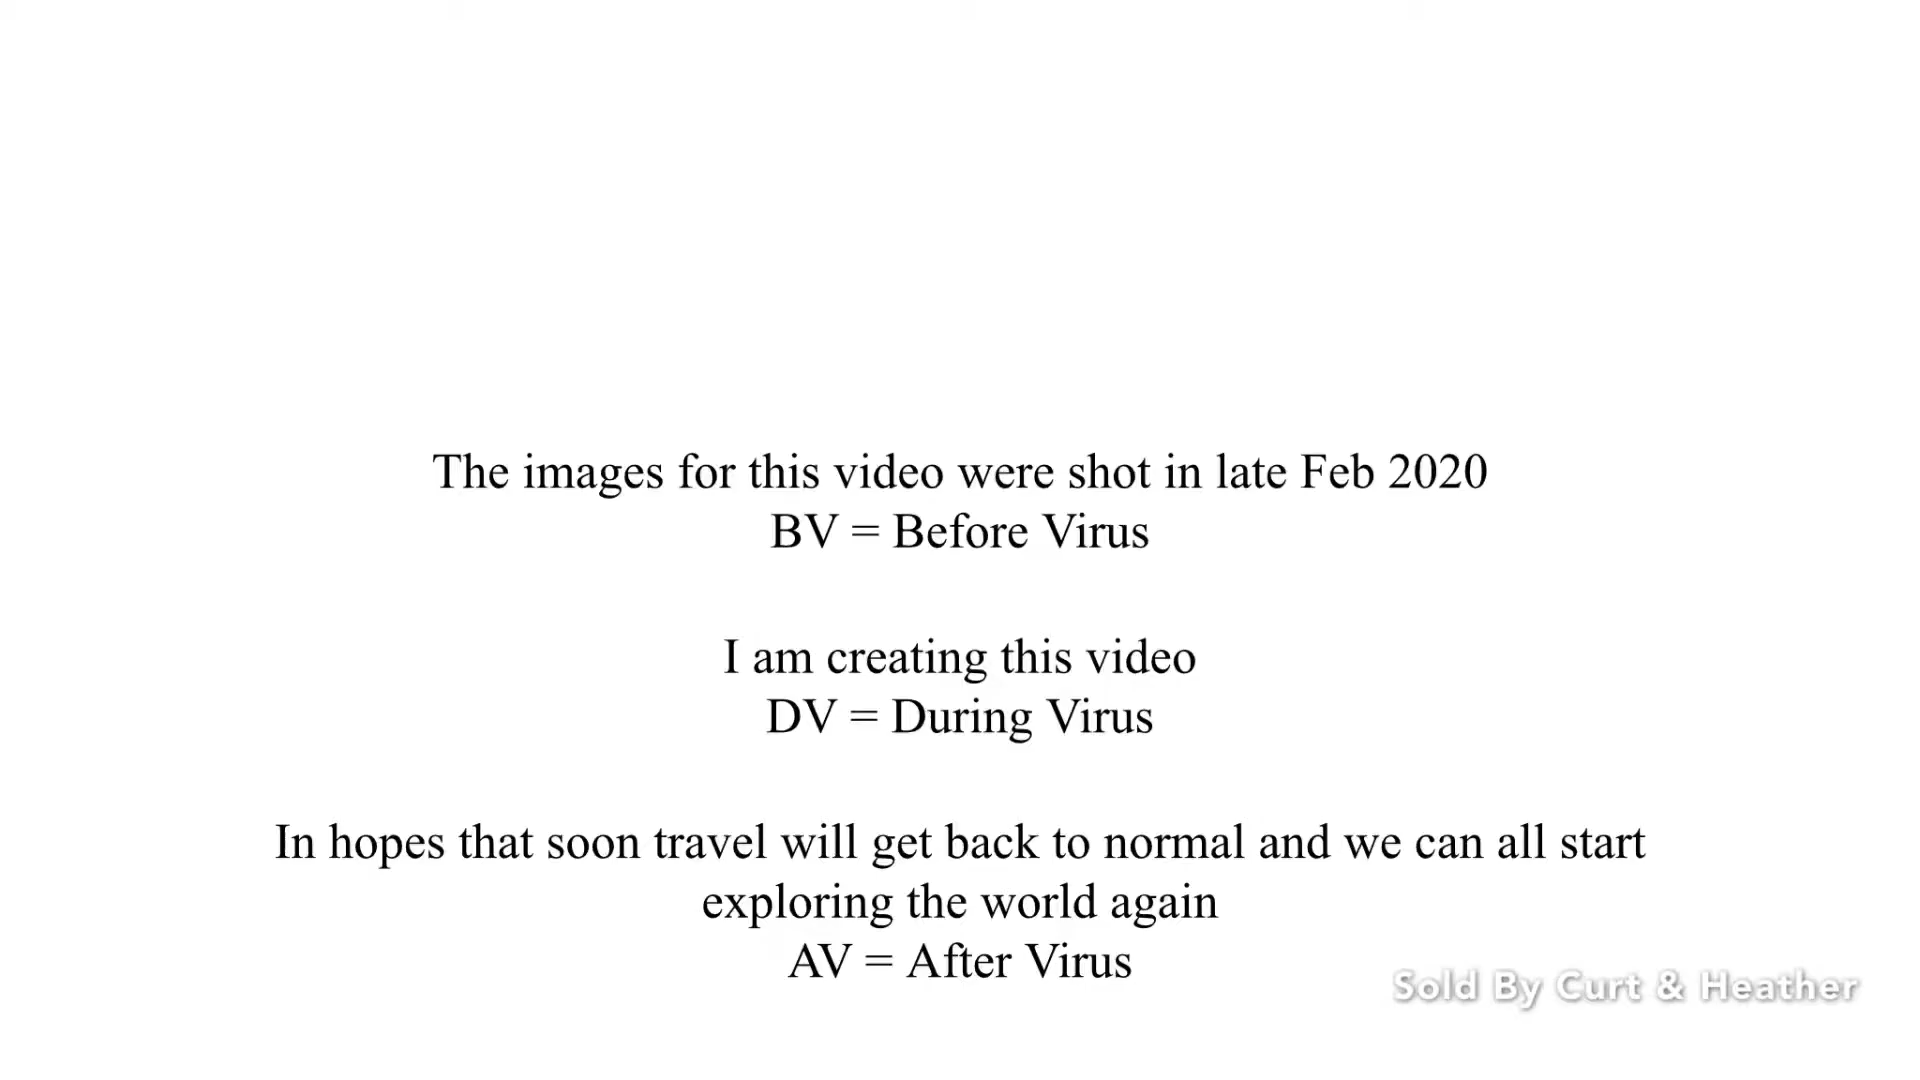 The images for this video were shot in late Feb 2020
BV = Before Virus
I am creating this video
DV = During Virus
In hopes that soon travel will get back to normal and we can all start
exploring the world again
AV = After Virus
Sold By Curt & Heather